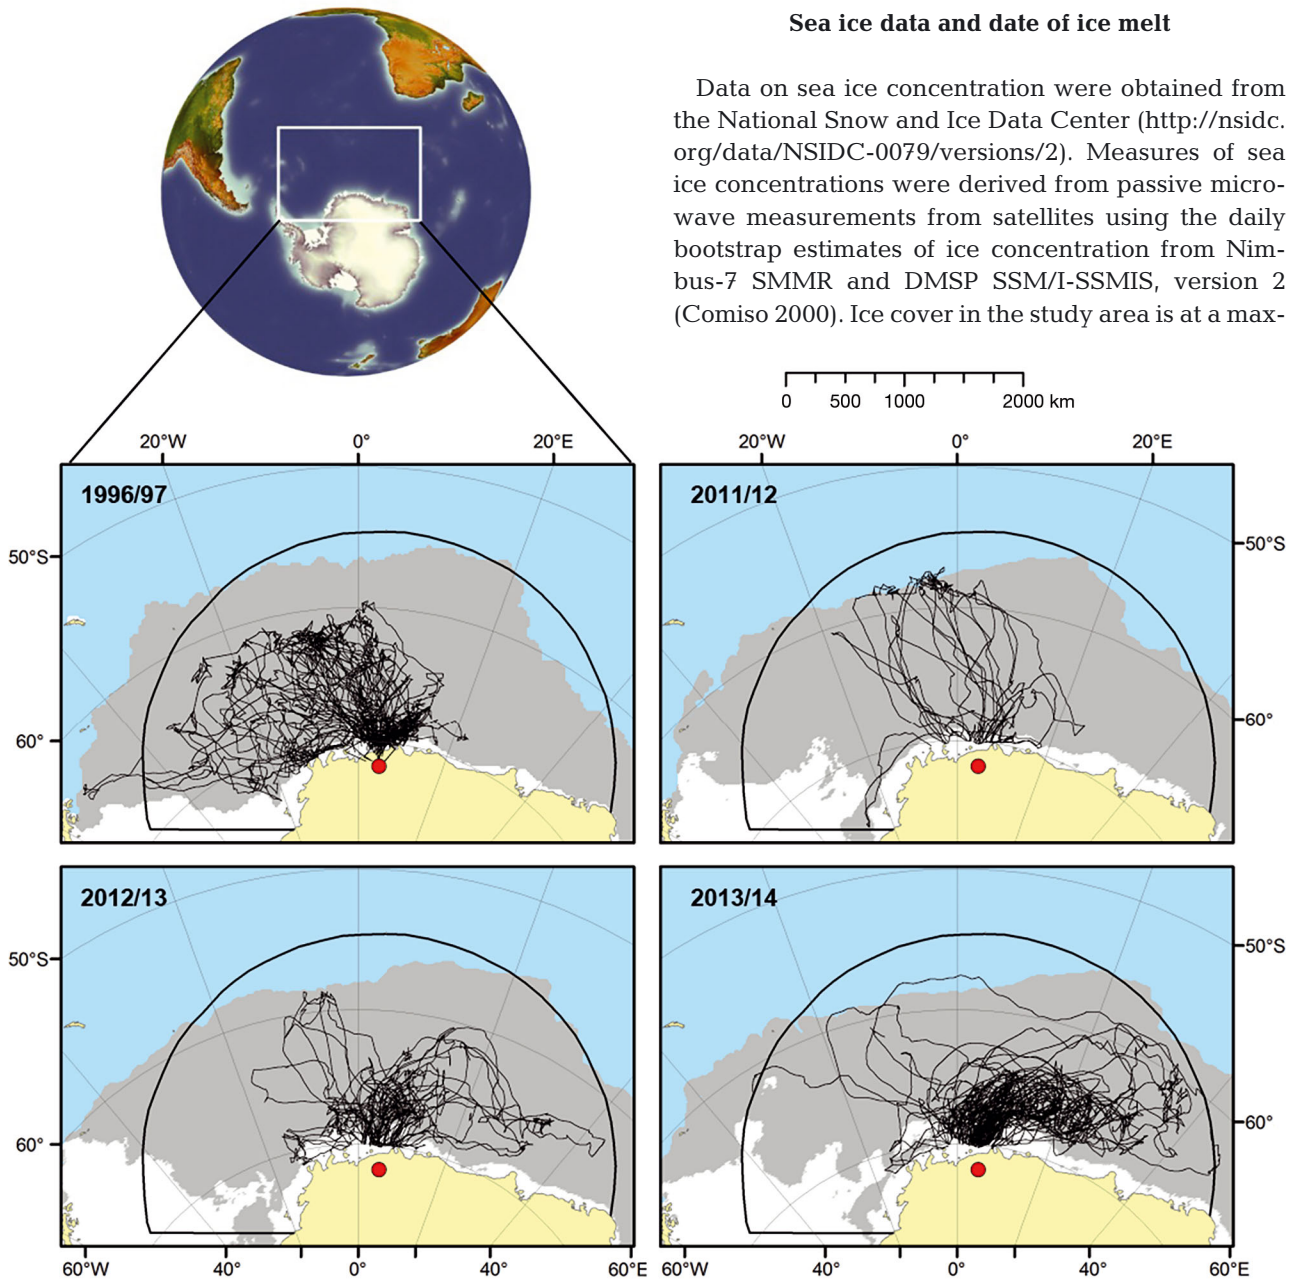 Sea ice data and date of ice melt
Data on sea ice concentration were obtained from
the National Snow and Ice Data Center (http://nsidc.
org/data/NSIDC-0079/versions/2). Measures of sea
ice concentrations were derived from passive micro-
wave measurements from satellites using the daily
bootstrap estimates of ice concentration from Nim-
bus-7 SMMR and DMSP SSM/I-SSMIS, version 2
(Comiso 2000). Ice cover in the study area is at a max-
0 500 1000 2000 km
20°W 0° 20°E
20°W 0° 20°E
1996/97
2011/12
50°S
50°S
60°
60°
2012/13
2013/14
50°S
50°S
60°
60°
60°W 40° 0° 40° 60°E
60°W 40° 0° 40° 60°E